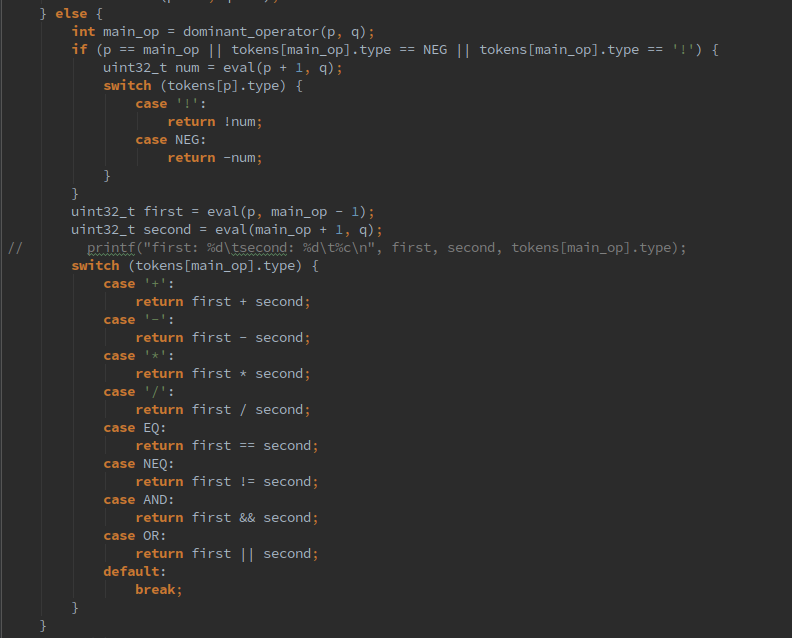 } else {
int main_op = dominant_operator(p, q);
if (p == main_op || tokens[main_op].type == NEG || tokens[main_op].type == '!') {
uint32_t num = eval(p + 1, q);
switch (tokens[p].type) {
case '!':
return !num;
case NEG:
return -num;
}
}
uint32_t first = eval(p, main_op - 1);
uint32_t second = eval(main_op + 1, q);
// printf("first: %d\tsecond: %d\t%c\n", first, second, tokens[main_op].type);
switch (tokens[main_op].type) {
case '+':
return first + second;
case '-':
return first - second;
case '*':
return first * second;
case '/':
return first / second;
case EQ:
return first == second;
case NEQ:
return first != second;
case AND:
return first && second;
case OR:
return first || second;
default:
break;
}
}